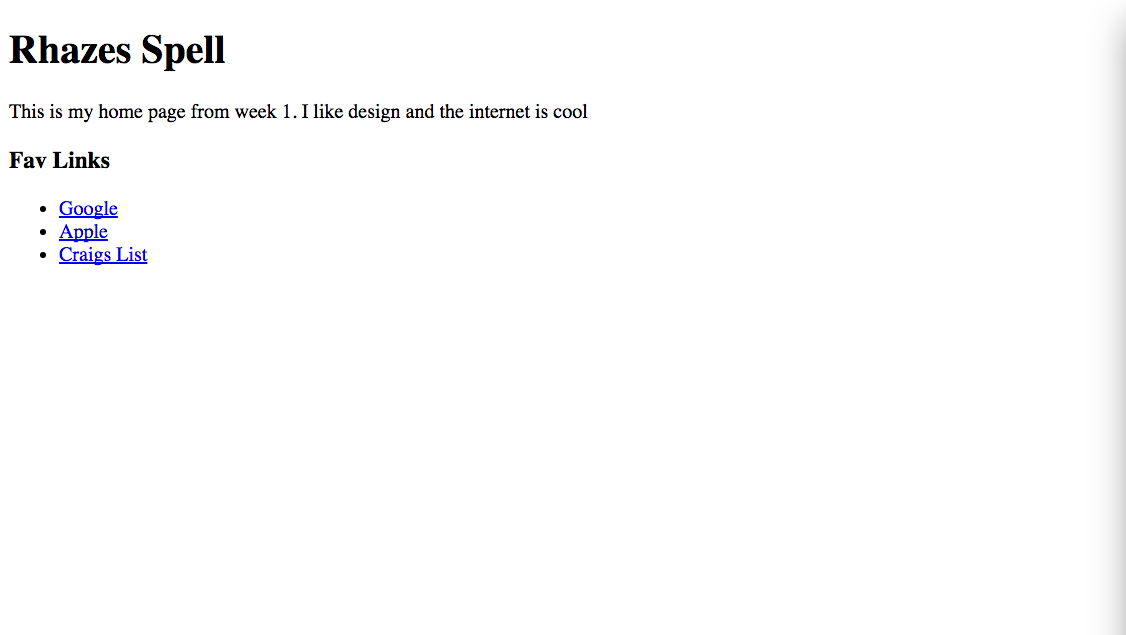 Rhazes Spell
This is my home page from week 1. I like design and the internet is cool
Fav Links
Google
Apple
Craigs List